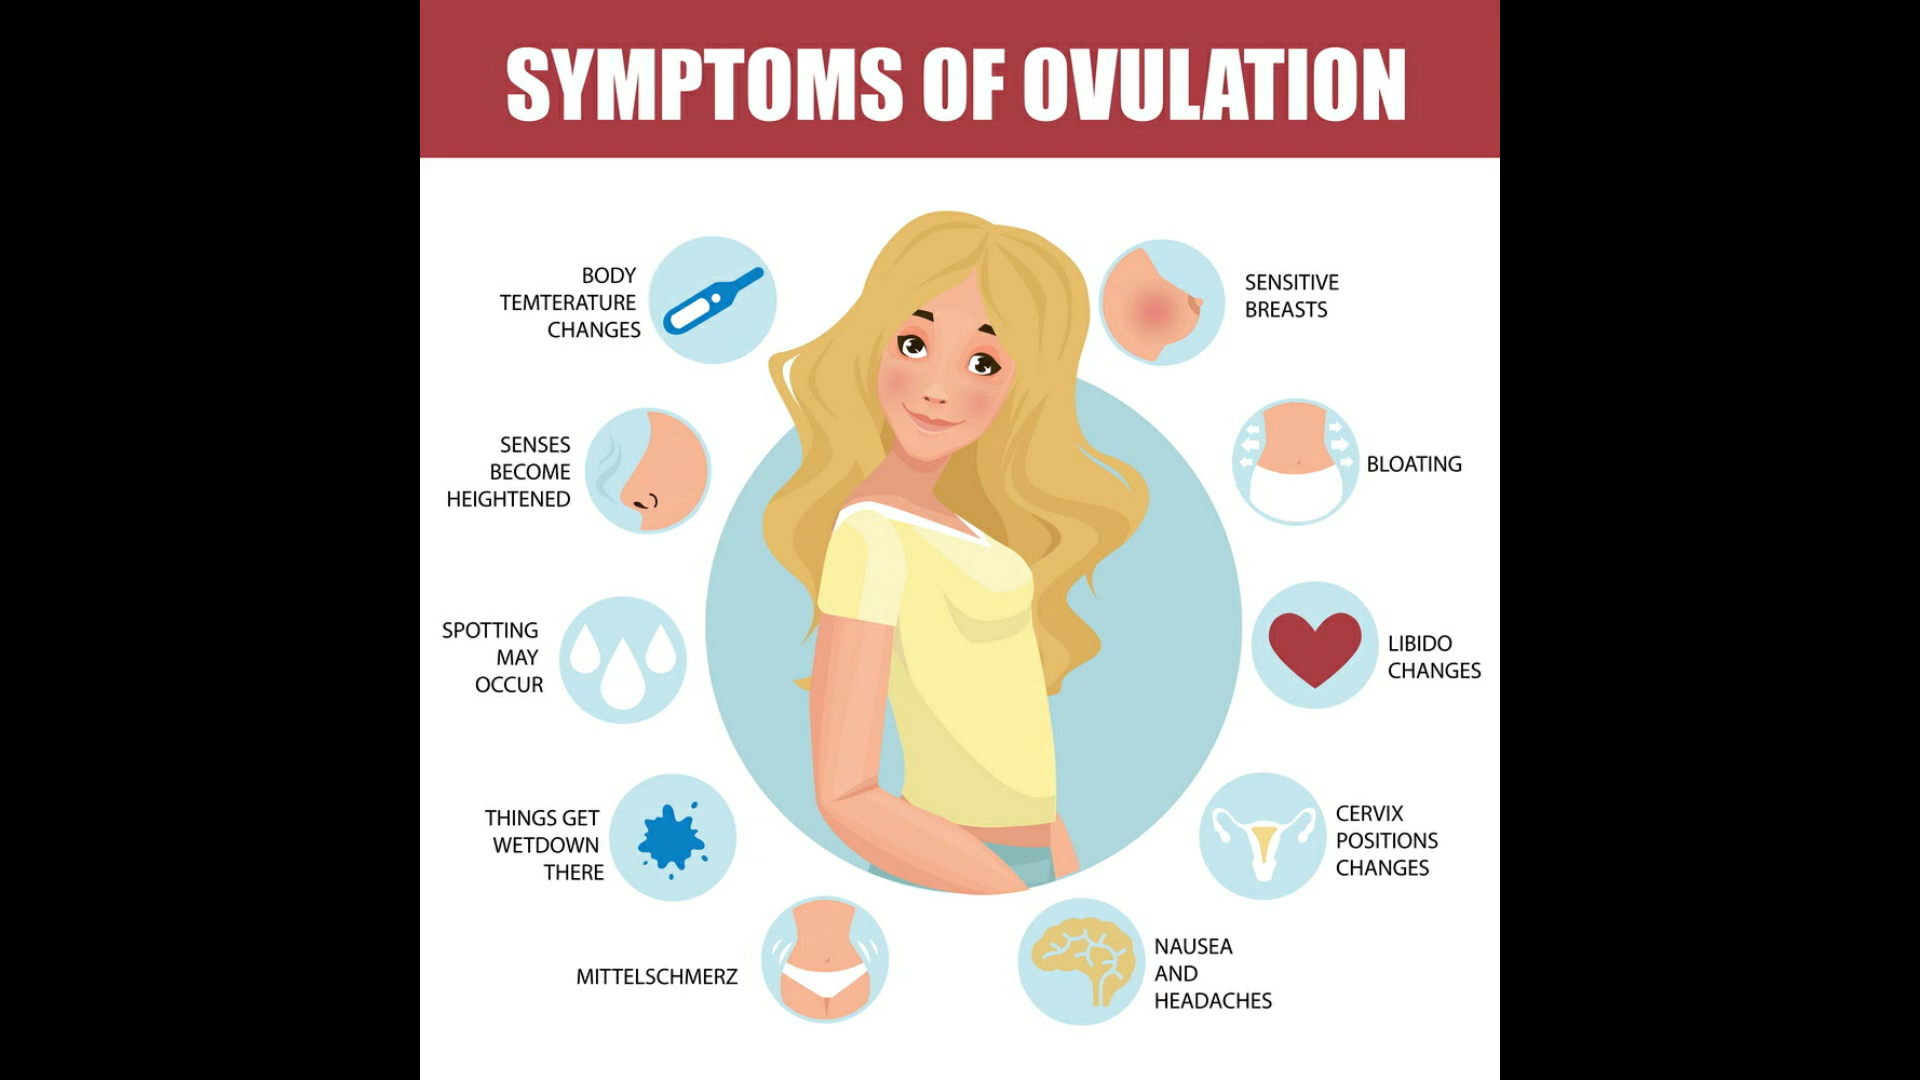 SYMPTOMS OF OVULATION
BODY
TEMTERATURE
CHANGES
SENSITIVE
BREASTS
SENSES
BECOME
HEIGHTENED
BLOATING
SPOTTING
MAY
OCCUR
LIBIDO
CHANGES
THINGS GET
WETDOWN
THERE
CERVIX
POSITIONS
CHANGES
MITTELSCHMERZ
NAUSEA
AND
HEADACHES